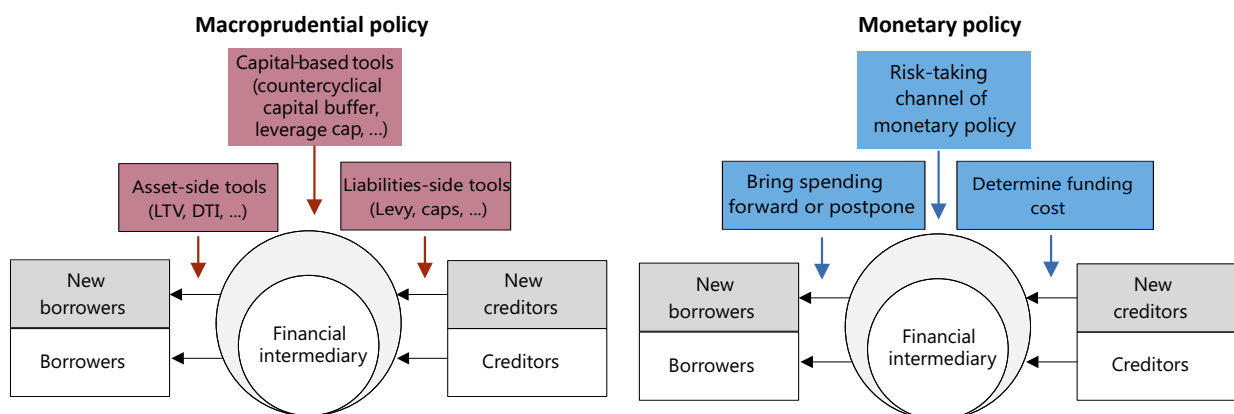 Macroprudential policy
Capital-based tools
(countercyclical
capital buffer,
leverage cap, ...)
Asset-side tools
(LTV, DTI, ...)
Liabilities-side tools
(Levy, caps, ...)
New
borrowers
Borrowers
Financial
intermediary
New
creditors
Creditors
Monetary policy
Risk-taking
channel of
monetary policy
Bring spending
forward or postpone
Determine funding
cost
New
borrowers
Borrowers
Financial
intermediary
New
creditors
Creditors